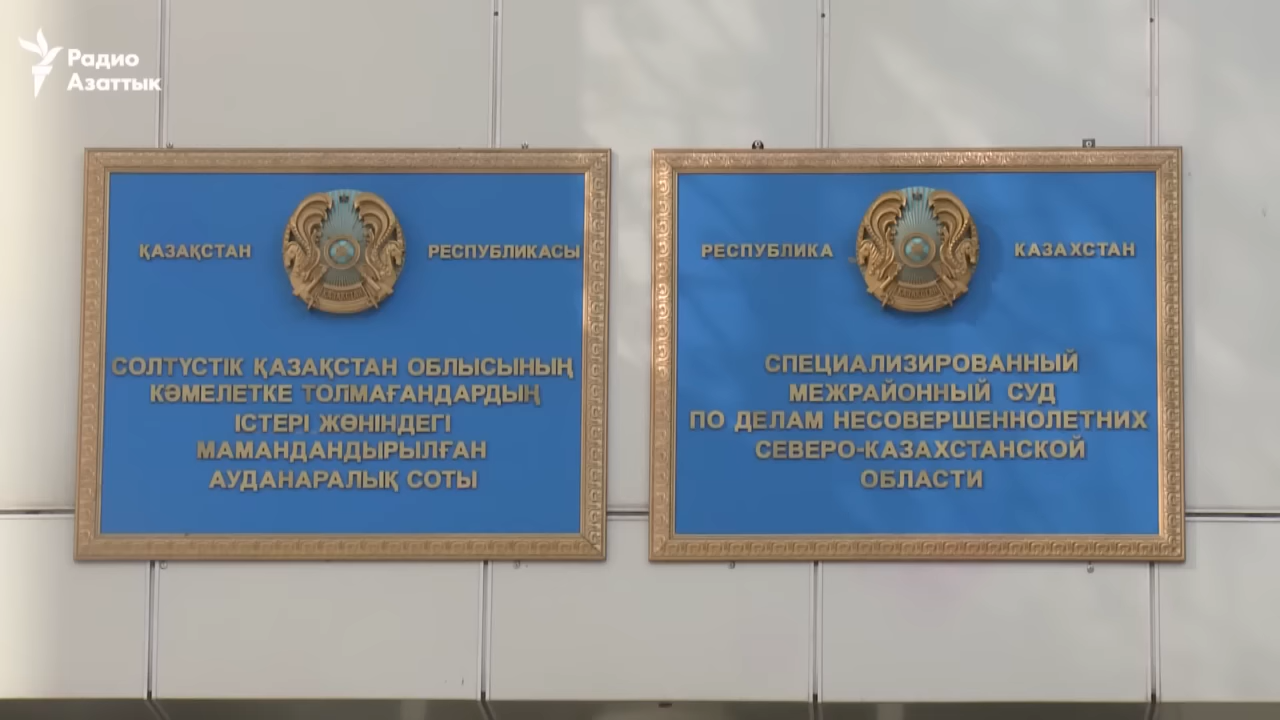 Радио
Азаттык
ҚАЗАҚСТАН РЕСПУБЛИКАСЫ
СОЛТҮСТІК ҚАЗАҚСТАН ОБЛЫСЫНЫҢ
КӘМЕЛЕТКЕ ТОЛМАҒАНДАРДЫҢ
ІСТЕРІ ЖӨНІНДЕГІ
МАМАНДАНДЫРЫЛҒАН
АУДАНАРАЛЫҚ СОТЫ
РЕСПУБЛИКА КАЗАХСТАН
СПЕЦИАЛИЗИРОВАННЫЙ
МЕЖРАЙОННЫЙ СУД
ПО ДЕЛАМ НЕСОВЕРШЕННОЛЕТНИХ
СЕВЕРО-КАЗАХСТАНСКОЙ
ОБЛАСТИ